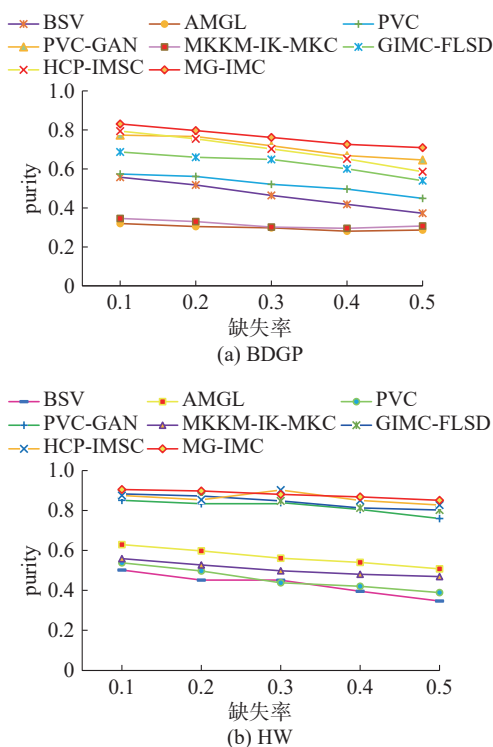 BSV AMGL PVC
PVC-GAN MKKM-IK-MKC GIMC-FLSD
HCP-IMSC MG-IMC
1.0
0.8
0.6
0.4
0.2
0
purity
0.1 0.2 0.3 0.4 0.5
缺失率
(a) BDGP
BSV AMGL PVC
PVC-GAN MKKM-IK-MKC GIMC-FLSD
HCP-IMSC MG-IMC
1.0
0.8
0.6
0.4
0.2
0
purity
0.1 0.2 0.3 0.4 0.5
缺失率
(b) HW